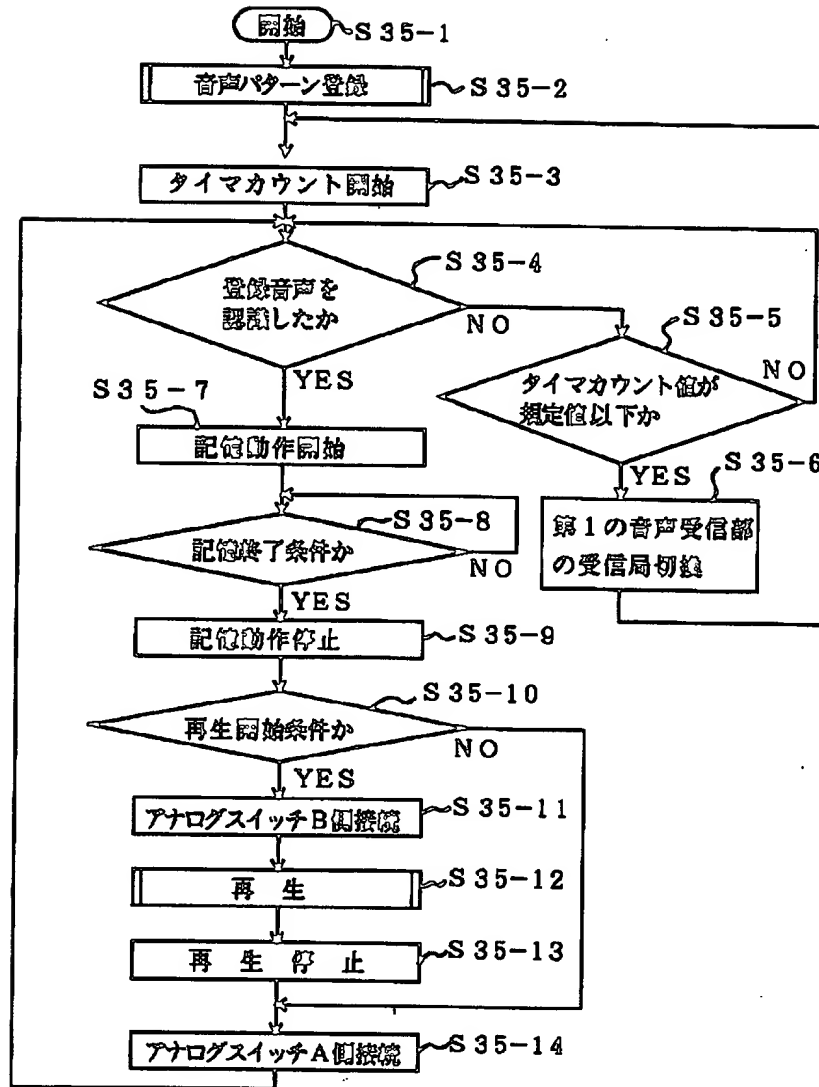 開始
S35-1
音声パターン登録
S35-2
タイマカウント開始
S35-3
登録音声を
認識したか
S35-4
NO
YES
タイマカウント値が
規定値以下か
S35-5
NO
YES
第1の音声受信部
の受信局切換
S35-6
S35-7
記憶動作開始
記憶終了条件か
S35-8
NO
YES
記憶動作停止
S35-9
再生開始条件か
S35-10
NO
YES
アナログスイッチB側接続
S35-11
再生
S35-12
再生停止
S35-13
アナログスイッチA側接続
S35-14